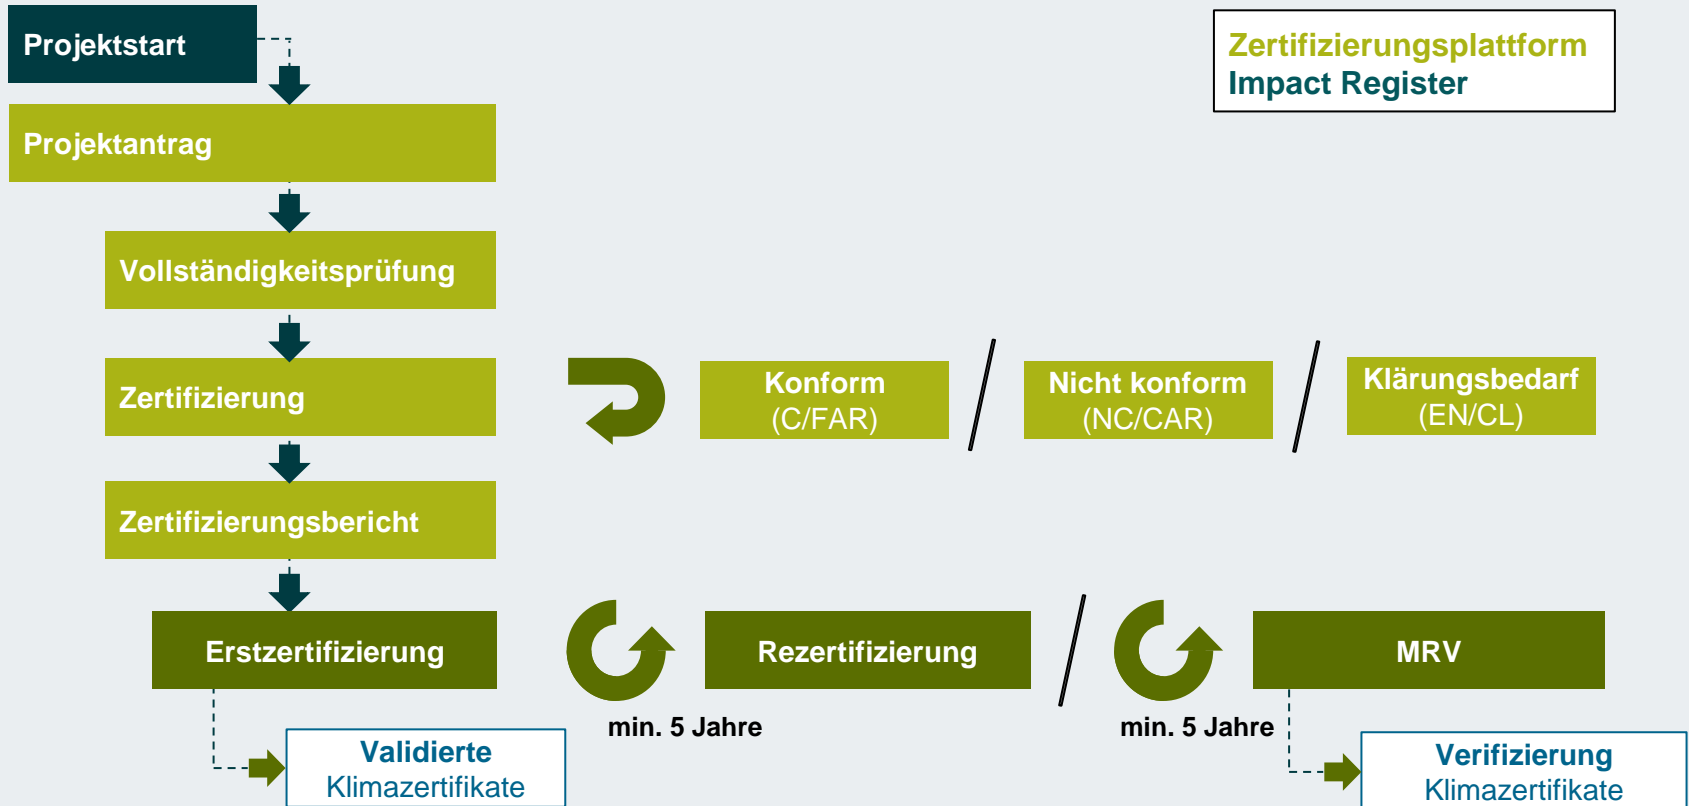 Projektstart
Zertifizierungsplattform
Impact Register
Projektantrag
Vollständigkeitsprüfung
Zertifizierung
Konform
(C/FAR)
Nicht konform
(NC/CAR)
Klärungsbedarf
(EN/CL)
Zertifizierungsbericht
Erstzertifizierung
Rezertifizierung
MRV
min. 5 Jahre
min. 5 Jahre
Validierte
Klimazertifikate
Verifizierung
Klimazertifikate